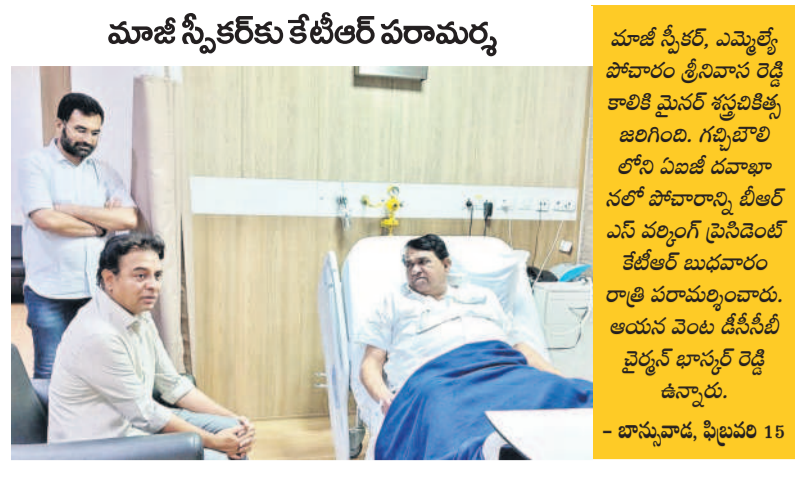 మాజీ స్పీకర్‌కు కేటీఆర్ పరామర్శ
మాజీ స్పీకర్, ఎమ్మెల్యే
పోచారం శ్రీనివాస రెడ్డి
కాలికి మైనర్ శస్త్రచికిత్స
జరిగింది. గచ్చిబౌలి
లోని ఏఐజీ దవాఖా
నలో పోచారాన్ని బీఆర్
ఎస్ వర్కింగ్ ప్రెసిడెంట్
కేటీఆర్ బుధవారం
రాత్రి పరామర్శించారు.
ఆయన వెంట డీసీసీబీ
చైర్మన్ భాస్కర్ రెడ్డి
ఉన్నారు.
– బాన్సువాడ, ఫిబ్రవరి 15